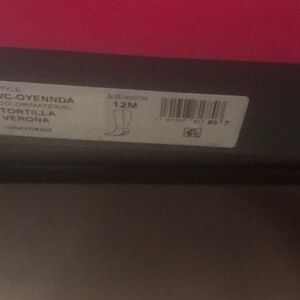 STYLE
VC-OYENNDA
COLOR/MATERIAL
TORTILLA
VERONA
SIZE/WIDTH
12M